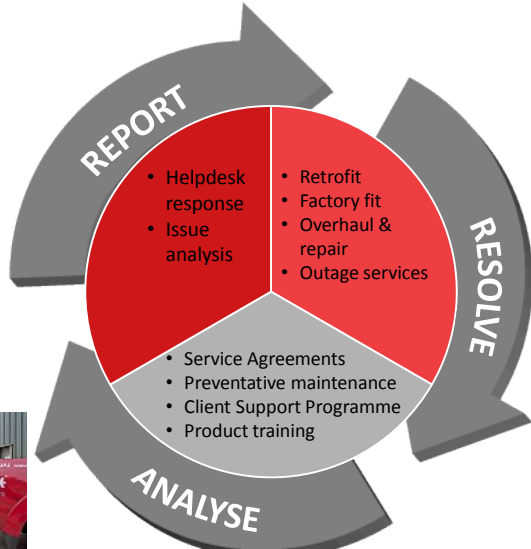 REPORT
• Helpdesk
response
• Issue
analysis
• Retrofit
• Factory fit
• Overhaul &
repair
• Outage services
RESOLVE
• Service Agreements
• Preventative maintenance
• Client Support Programme
• Product training
ANALYSE